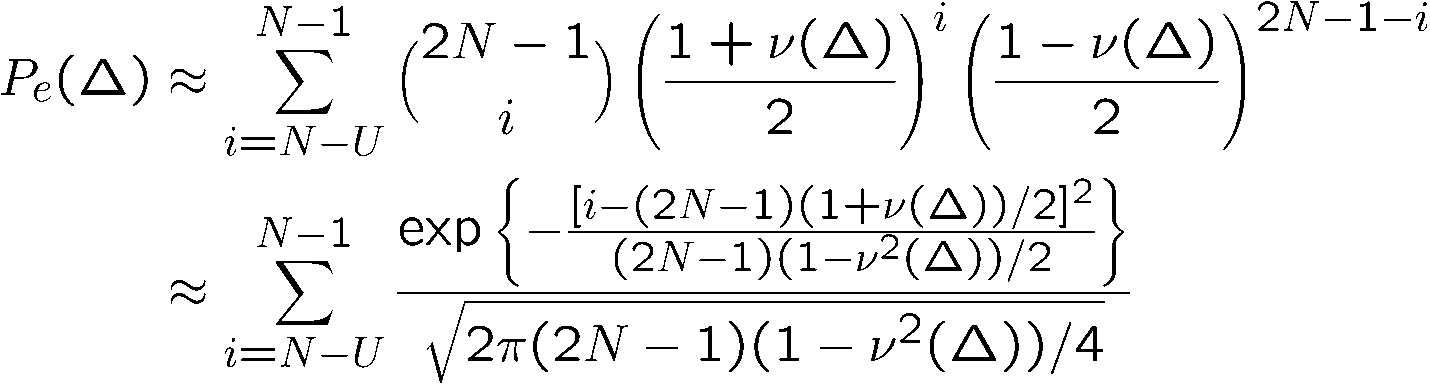 P_e(Δ) ≈ \sum_{i=N-U}^{N-1} \binom{2N-1}{i} \left( \frac{1+ν(Δ)}{2} \right)^{i} \left( \frac{1-ν(Δ)}{2} \right)^{2N-1-i}
≈ \sum_{i=N-U}^{N-1} \frac{\exp\left\{ -\frac{[i-(2N-1)(1+ν(Δ))/2]^2}{(2N-1)(1-ν^2(Δ))/2} \right\}}{\sqrt{2π(2N-1)(1-ν^2(Δ))/4}}